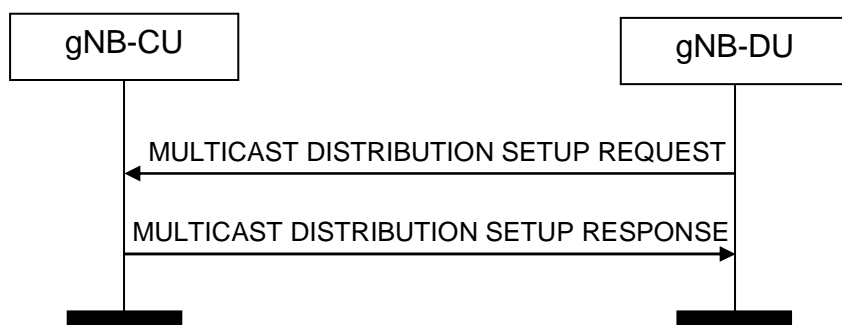 gNB-CU
gNB-DU
MULTICAST DISTRIBUTION SETUP REQUEST
MULTICAST DISTRIBUTION SETUP RESPONSE